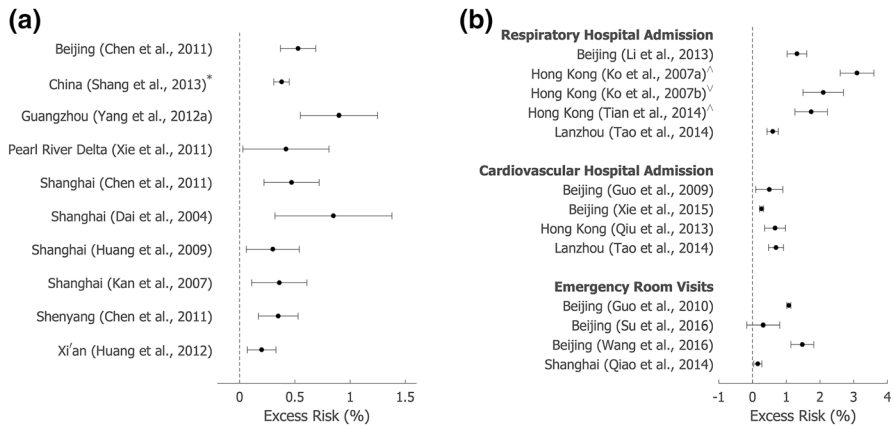 (a)
Beijing (Chen et al., 2011)
China (Shang et al., 2013)*
Guangzhou (Yang et al., 2012a)
Pearl River Delta (Xie et al., 2011)
Shanghai (Chen et al., 2011)
Shanghai (Dai et al., 2004)
Shanghai (Huang et al., 2009)
Shanghai (Kan et al., 2007)
Shenyang (Chen et al., 2011)
Xi′an (Huang et al., 2012)
0 0.5 1 1.5
Excess Risk (%)
(b)
Respiratory Hospital Admission
Beijing (Li et al., 2013)
Hong Kong (Ko et al., 2007a)^
Hong Kong (Ko et al., 2007b)˅
Hong Kong (Tian et al., 2014)^
Lanzhou (Tao et al., 2014)
Cardiovascular Hospital Admission
Beijing (Guo et al., 2009)
Beijing (Xie et al., 2015)
Hong Kong (Qiu et al., 2013)
Lanzhou (Tao et al., 2014)
Emergency Room Visits
Beijing (Guo et al., 2010)
Beijing (Su et al., 2016)
Beijing (Wang et al., 2016)
Shanghai (Qiao et al., 2014)
-1 0 1 2 3 4
Excess Risk (%)